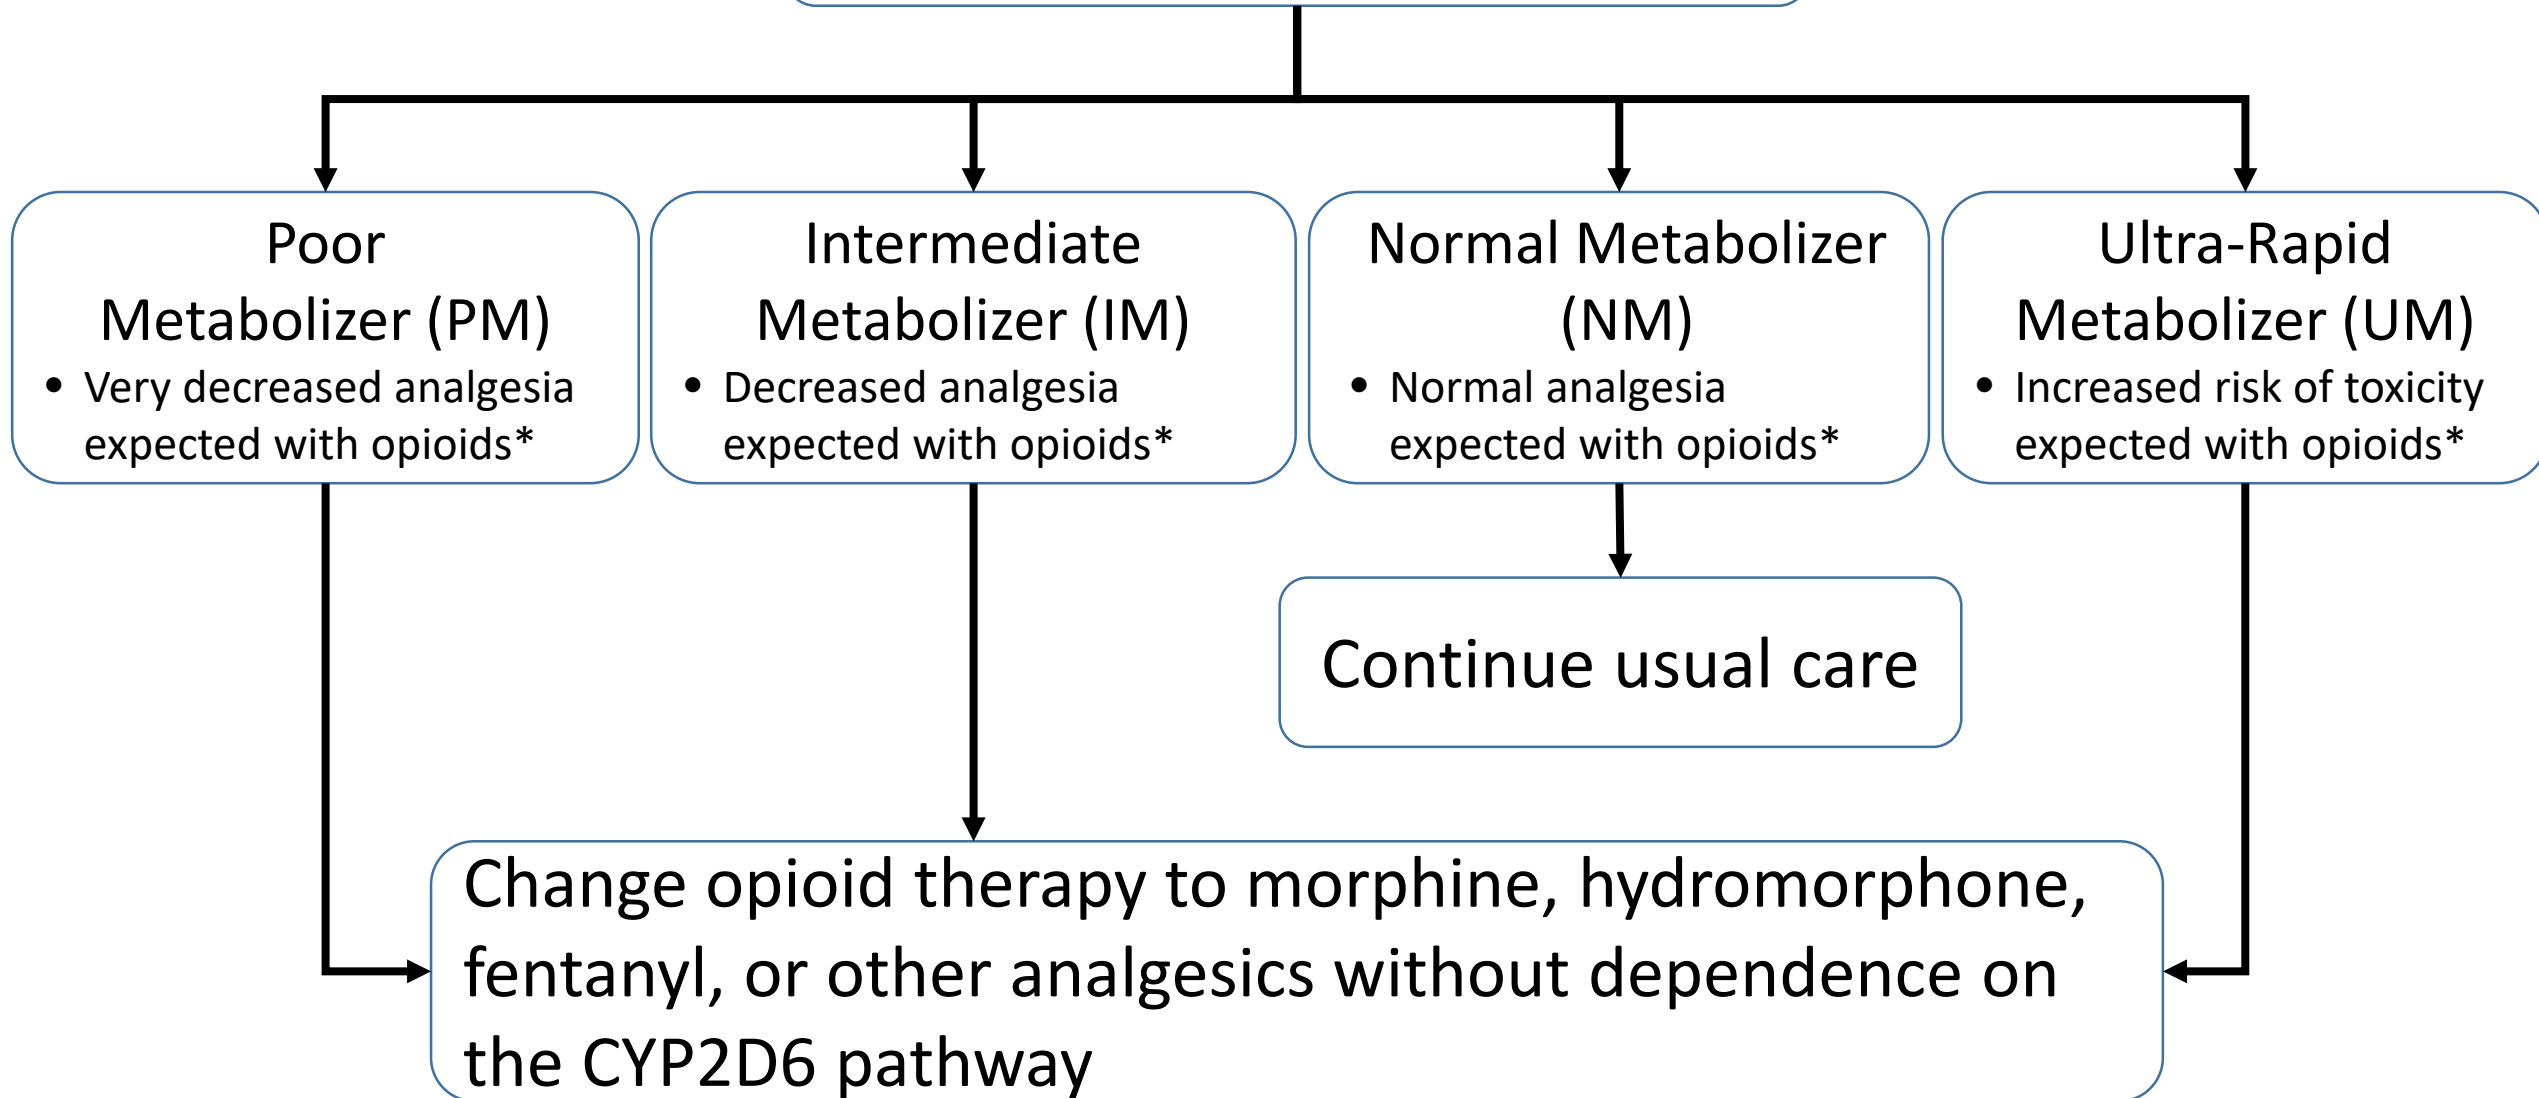 Poor
Metabolizer (PM)
• Very decreased analgesia
expected with opioids*
Intermediate
Metabolizer (IM)
• Decreased analgesia
expected with opioids*
Normal Metabolizer
(NM)
• Normal analgesia
expected with opioids*
Ultra-Rapid
Metabolizer (UM)
• Increased risk of toxicity
expected with opioids*
Continue usual care
Change opioid therapy to morphine, hydromorphone,
fentanyl, or other analgesics without dependence on
the CYP2D6 pathway